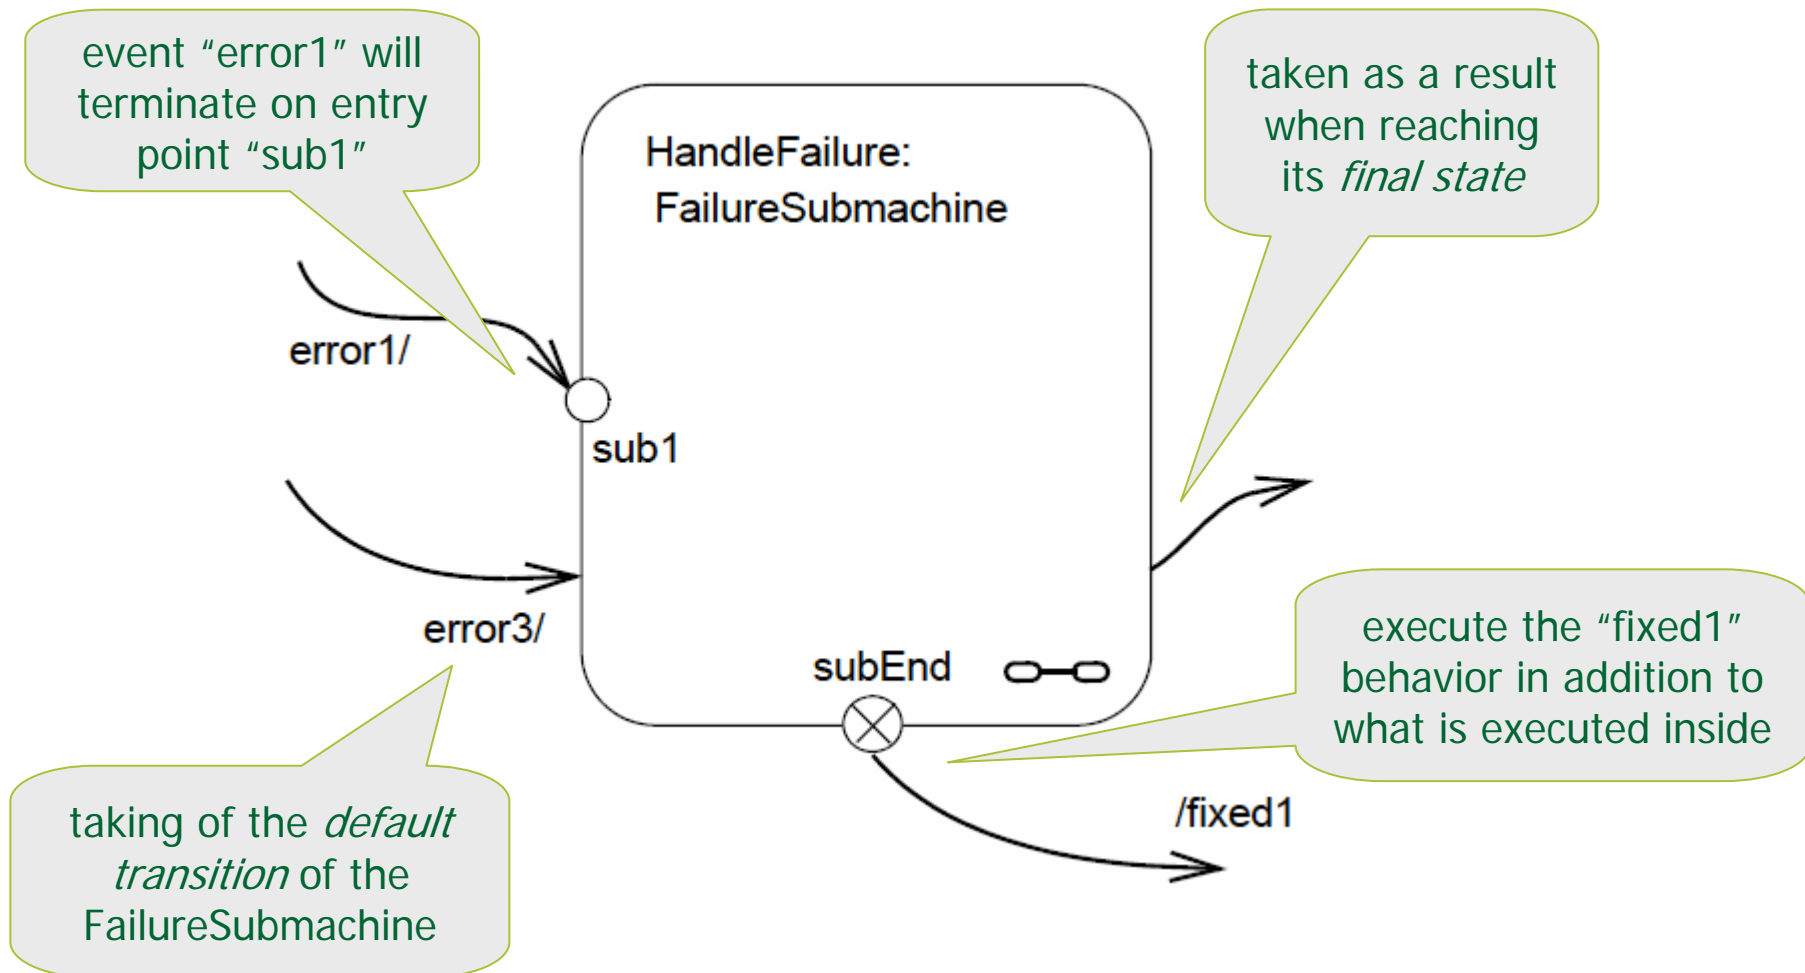 event “error1” will
terminate on entry
point “sub1”
taken as a result
when reaching
its final state
HandleFailure:
FailureSubmachine
error1/
sub1
error3/
subEnd
execute the “fixed1”
behavior in addition to
what is executed inside
/fixed1
taking of the default
transition of the
FailureSubmachine